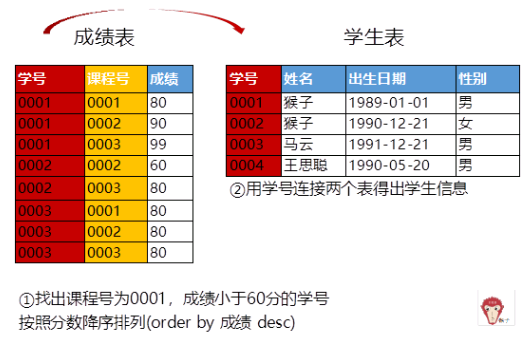 成绩表
学号 课程号 成绩
0001 0001 80
0001 0002 90
0001 0003 99
0002 0002 60
0002 0003 80
0003 0001 80
0003 0002 80
0003 0003 80
学生表
学号 姓名 出生日期 性别
0001 猴子 1989-01-01 男
0002 猴子 1990-12-21 女
0003 马云 1991-12-21 男
0004 王思聪 1990-05-20 男
②用学号连接两个表得出学生信息
①找出课程号为0001，成绩小于60分的学号
按照分数降序排列(order by 成绩 desc)